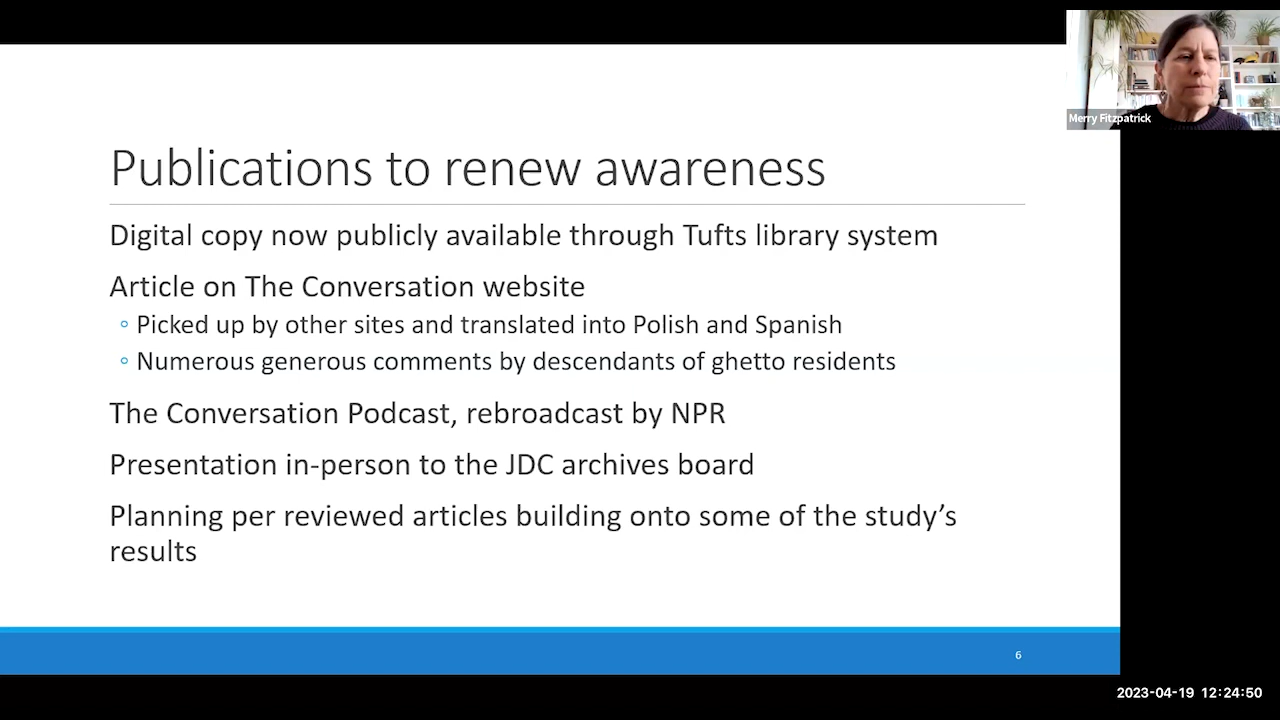 Merry Fitzpatrick
Publications to renew awareness
Digital copy now publicly available through Tufts library system
Article on The Conversation website
◦ Picked up by other sites and translated into Polish and Spanish
◦ Numerous generous comments by descendants of ghetto residents
The Conversation Podcast, rebroadcast by NPR
Presentation in-person to the JDC archives board
Planning per reviewed articles building onto some of the study’s
results
6
2023-04-19 12:24:50